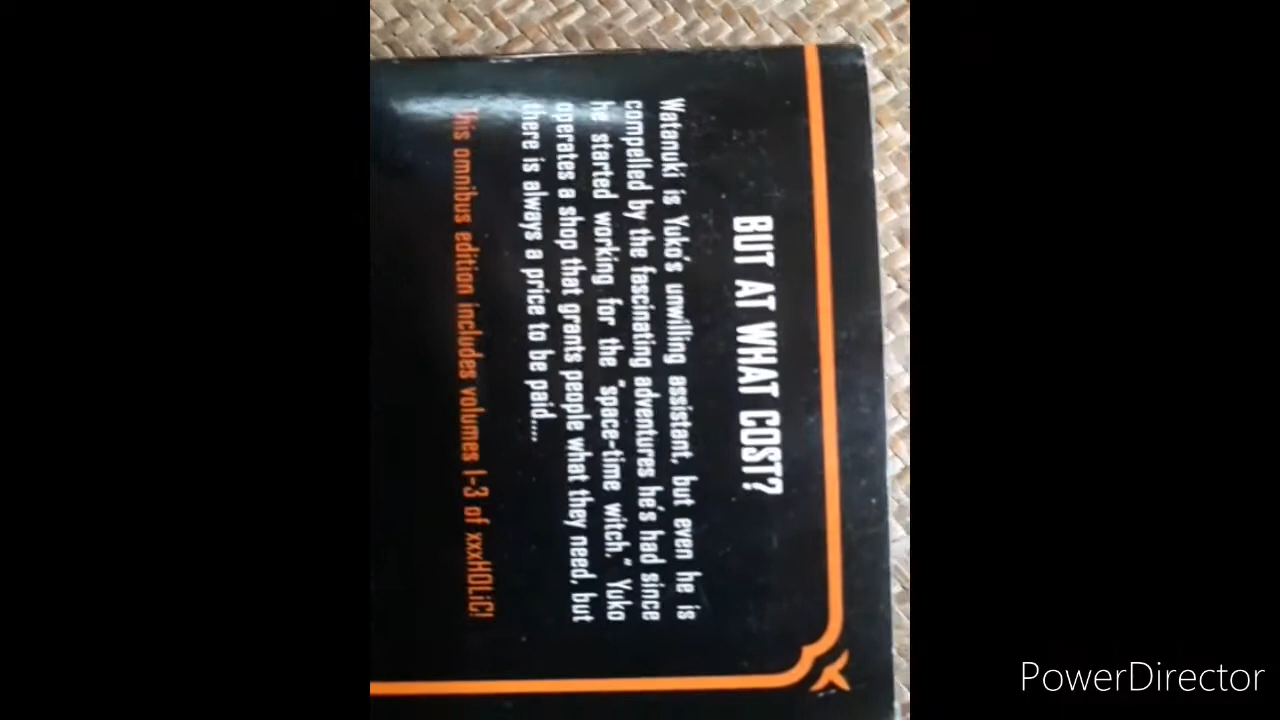 BUT AT WHAT COST?
Watanuki is Yuko's unwilling assistant, but even he is
compelled by the fascinating adventures he's had since
he started working for the "space-time witch." Yuko
operates a shop that grants people what they need, but
there is always a price to be paid....
This omnibus edition includes volumes 1-3 of xxxHOLiC!
PowerDirector